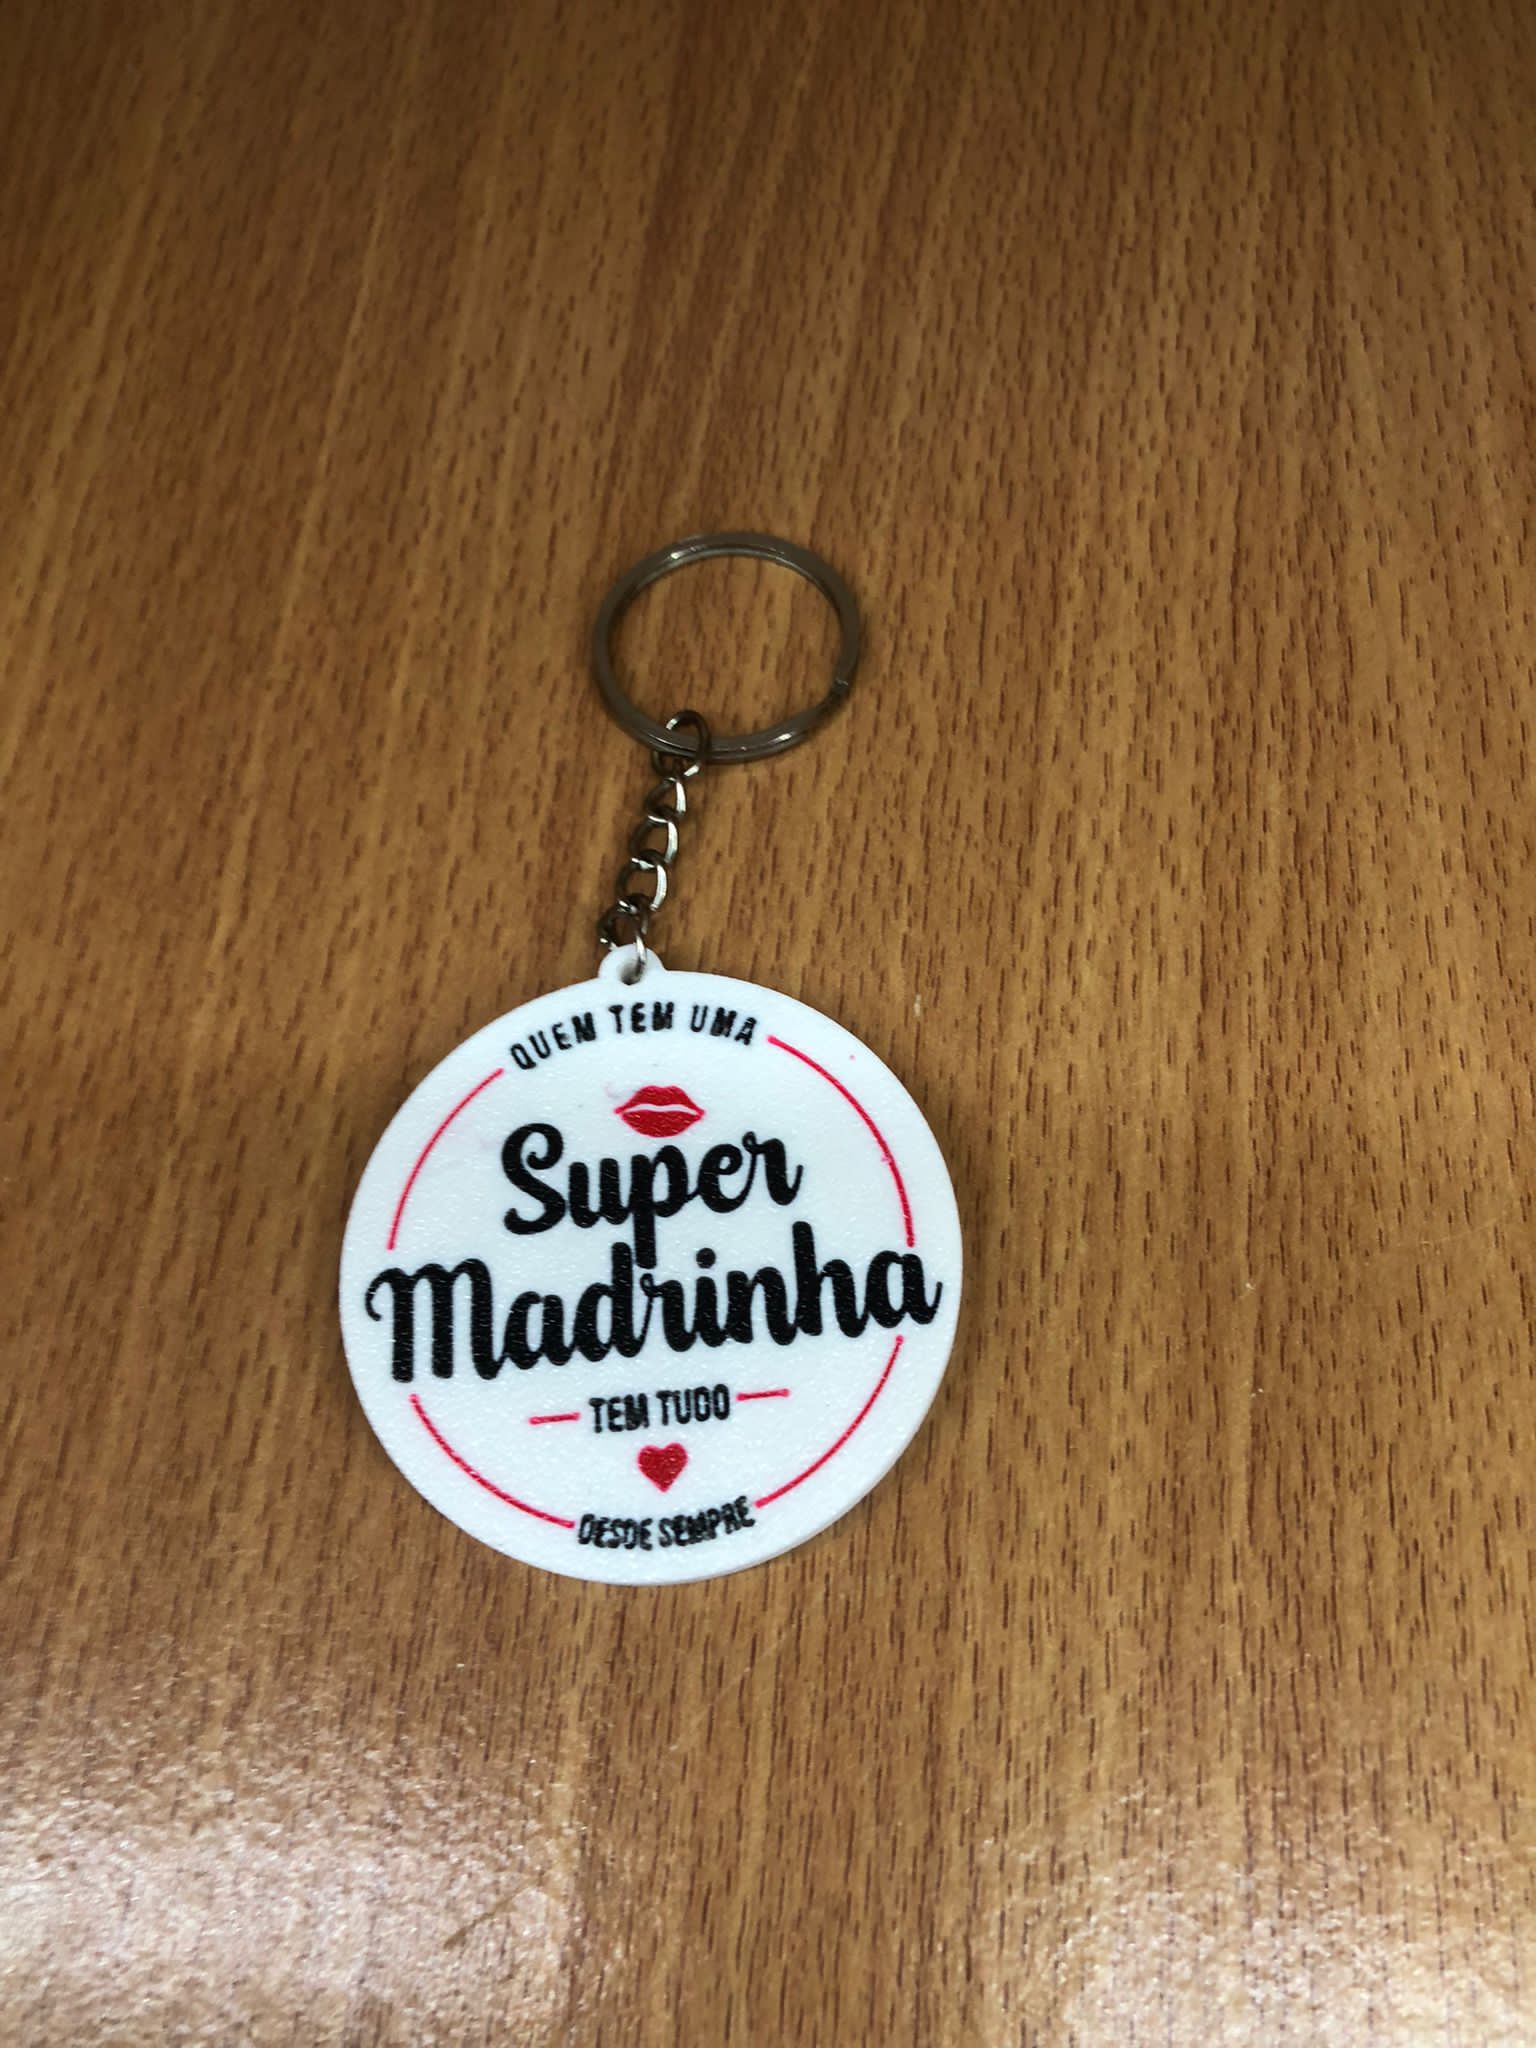 QUEM TEM UMA
Super
Madrinha
TEM TUDO
DESDE SEMPRE